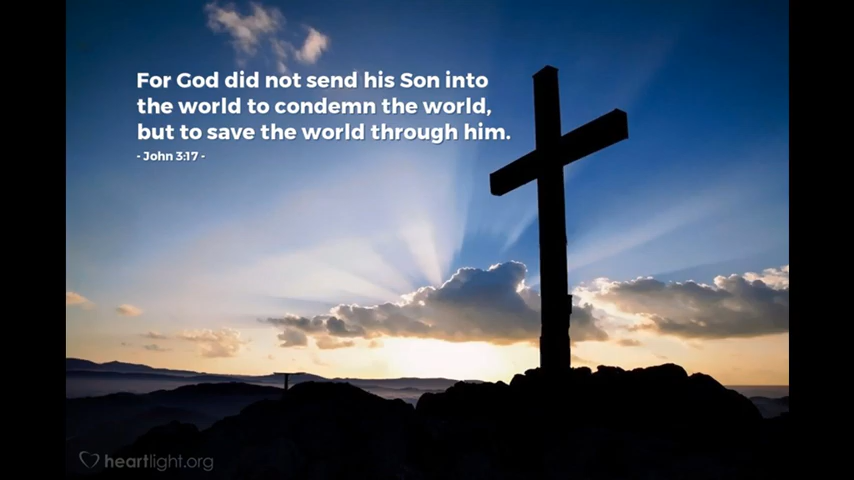 For God did not send his Son into
the world to condemn the world,
but to save the world through him.
- John 3:17 -
heartlight.org